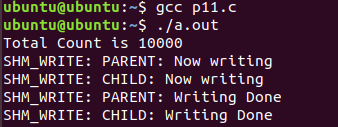 ubuntu@ubuntu:~$ gcc p11.c
ubuntu@ubuntu:~$ ./a.out
Total Count is 10000
SHM_WRITE: PARENT: Now writing
SHM_WRITE: CHILD: Now writing
SHM_WRITE: PARENT: Writing Done
SHM_WRITE: CHILD: Writing Done